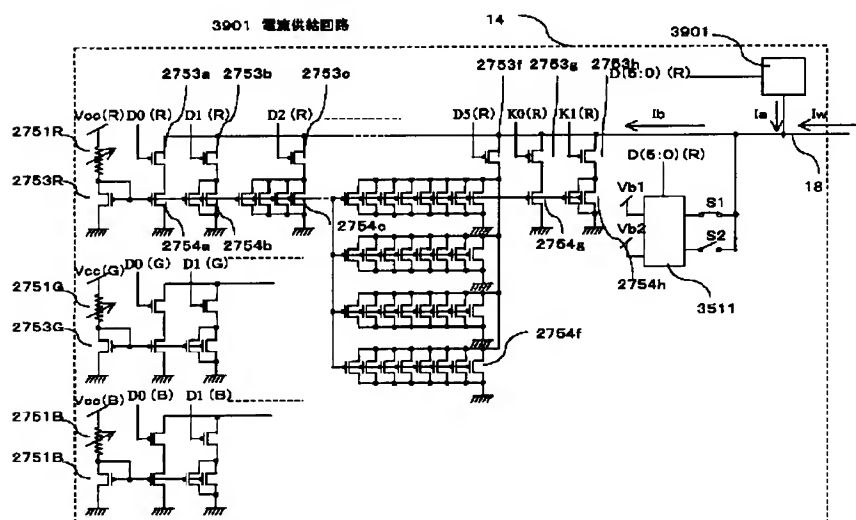 3901 電流供給回路
14
3901
2753a
2753b
2753c
2753f
2753g
2753h
D(5:0)(R)
Vcc(R)
D0(R)
D1(R)
D2(R)
D5(R)
K0(R)
K1(R)
Ib
Ia
Iw
2751R
18
D(5:0)(R)
2753R
Vb1
S1
Vb2
S2
2754a
2754b
2754c
2754g
2754h
3511
Vcc(G)
D0(G)
D1(G)
2751G
2753G
2754f
Vcc(B)
D0(B)
D1(B)
2751B
2751B